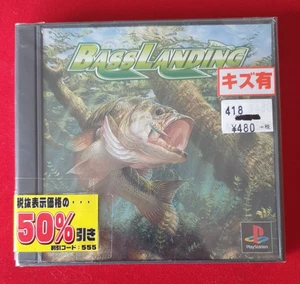 BASS LANDING
キズ有
418
¥480
税抜表示価格の・・・
50%引き
割引コード：555
PlayStation